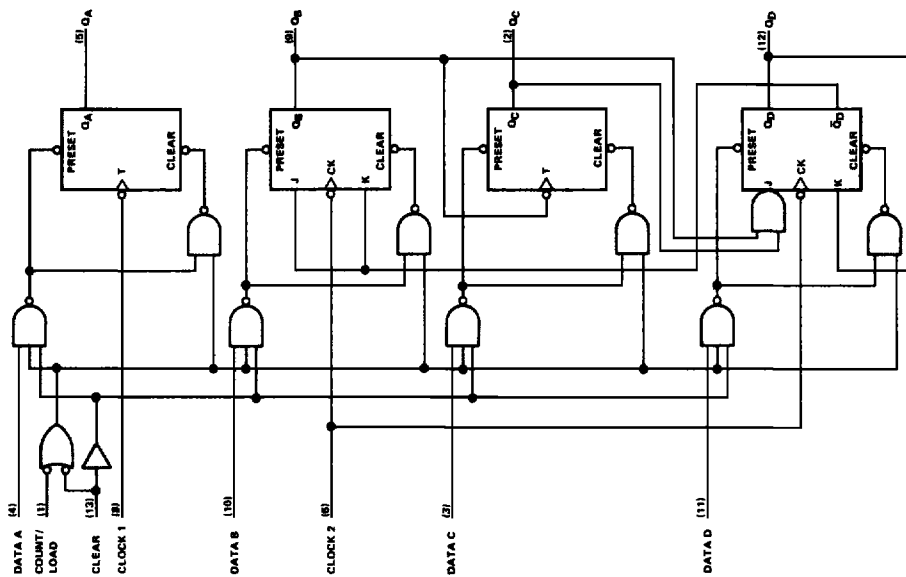 DATA A (4)
COUNT/
LOAD (1)
CLEAR (13)
CLOCK 1 (8)
PRESET
QA
T
CLEAR
(5) QA
DATA B (10)
CLOCK 2 (6)
PRESET
J
QB
CK
K
CLEAR
(9) QB
DATA C (3)
PRESET
QC
T
CLEAR
(2) QC
DATA D (11)
PRESET
J
QD
CK
K
Q̅D
CLEAR
(12) QD